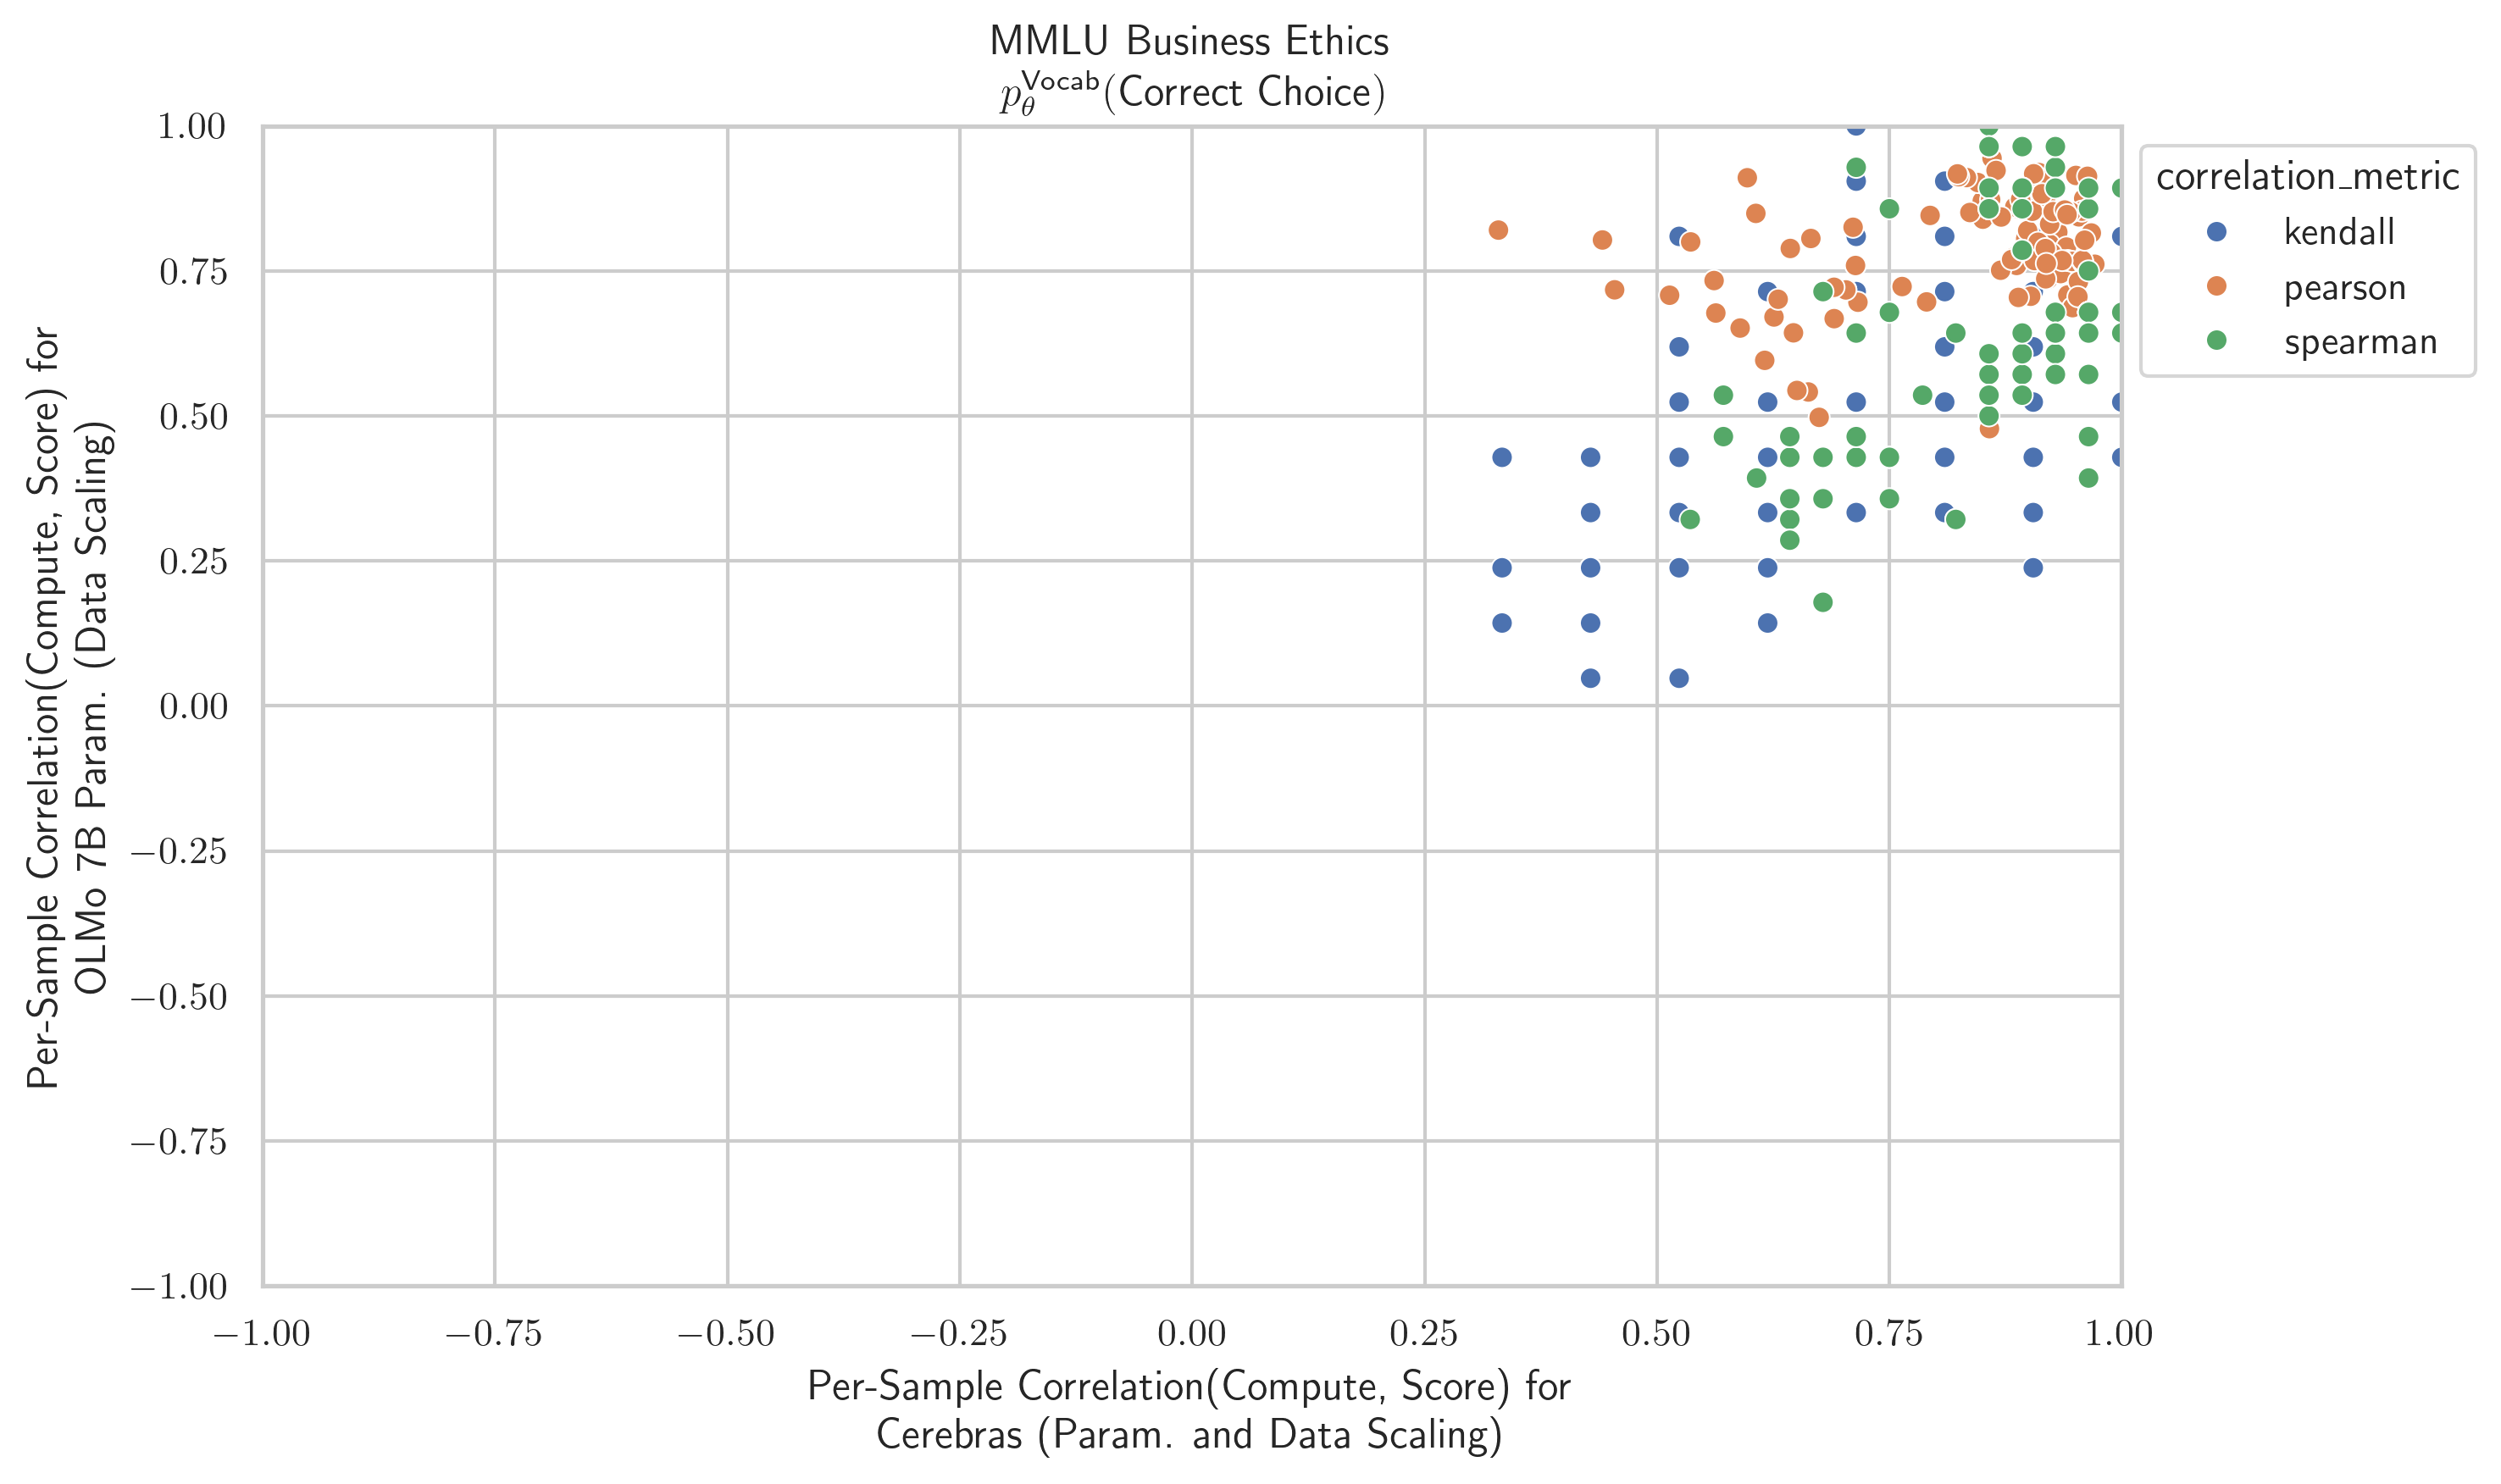 MMLU Business Ethics
p_θ^Vocab(Correct Choice)
1.00
0.75
0.50
0.25
0.00
−0.25
−0.50
−0.75
−1.00
Per-Sample Correlation(Compute, Score) for
OLMo 7B Param. (Data Scaling)
−1.00
−0.75
−0.50
−0.25
0.00
0.25
0.50
0.75
1.00
Per-Sample Correlation(Compute, Score) for
Cerebras (Param. and Data Scaling)
correlation_metric
kendall
pearson
spearman